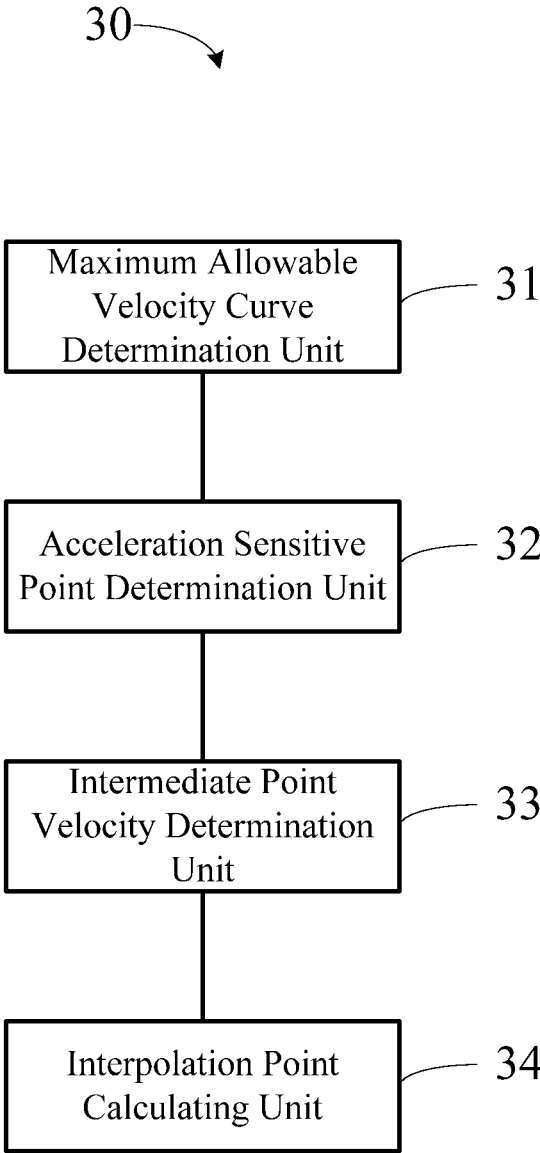 30
Maximum Allowable
Velocity Curve
Determination Unit
31
Acceleration Sensitive
Point Determination Unit
32
Intermediate Point
Velocity Determination
Unit
33
Interpolation Point
Calculating Unit
34